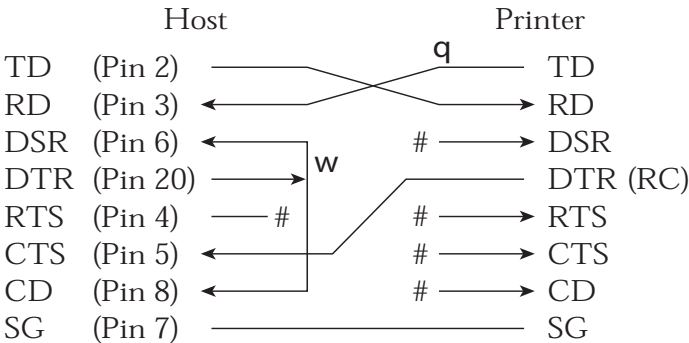 Host Printer
q
TD (Pin 2) TD
RD (Pin 3) RD
DSR (Pin 6) # DSR
w
DTR (Pin 20) DTR (RC)
RTS (Pin 4) # # RTS
CTS (Pin 5) # CTS
CD (Pin 8) # CD
SG (Pin 7) SG